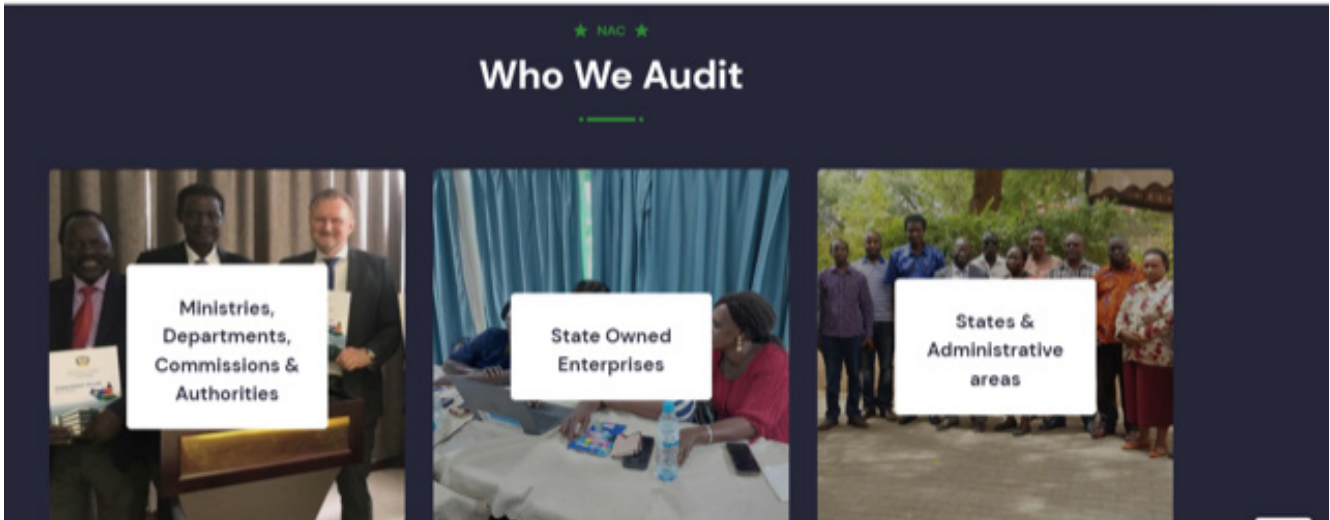 NAC
Who We Audit
Ministries,
Departments,
Commissions &
Authorities
State Owned
Enterprises
States &
Administrative
areas